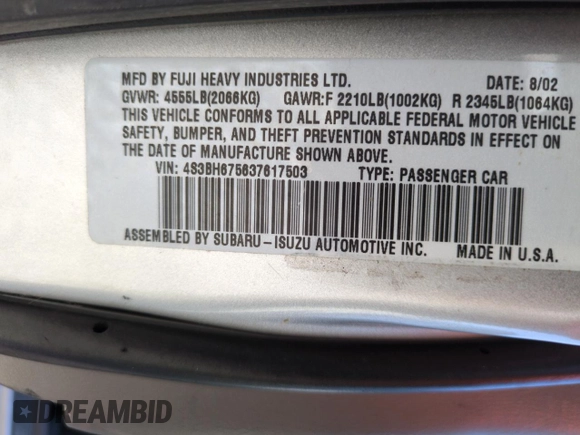 MFD BY FUJI HEAVY INDUSTRIES LTD. DATE: 8/02
GVWR: 4555LB(2066KG) GAWR:F 2210LB(1002KG) R 2345LB(1064KG)
THIS VEHICLE CONFORMS TO ALL APPLICABLE FEDERAL MOTOR VEHICLE
SAFETY, BUMPER, AND THEFT PREVENTION STANDARDS IN EFFECT ON
THE DATE OF MANUFACTURE SHOWN ABOVE.
VIN: 4S3BH675637617503 TYPE: PASSENGER CAR
ASSEMBLED BY SUBARU-ISUZU AUTOMOTIVE INC. MADE IN U.S.A.
DREAMBID